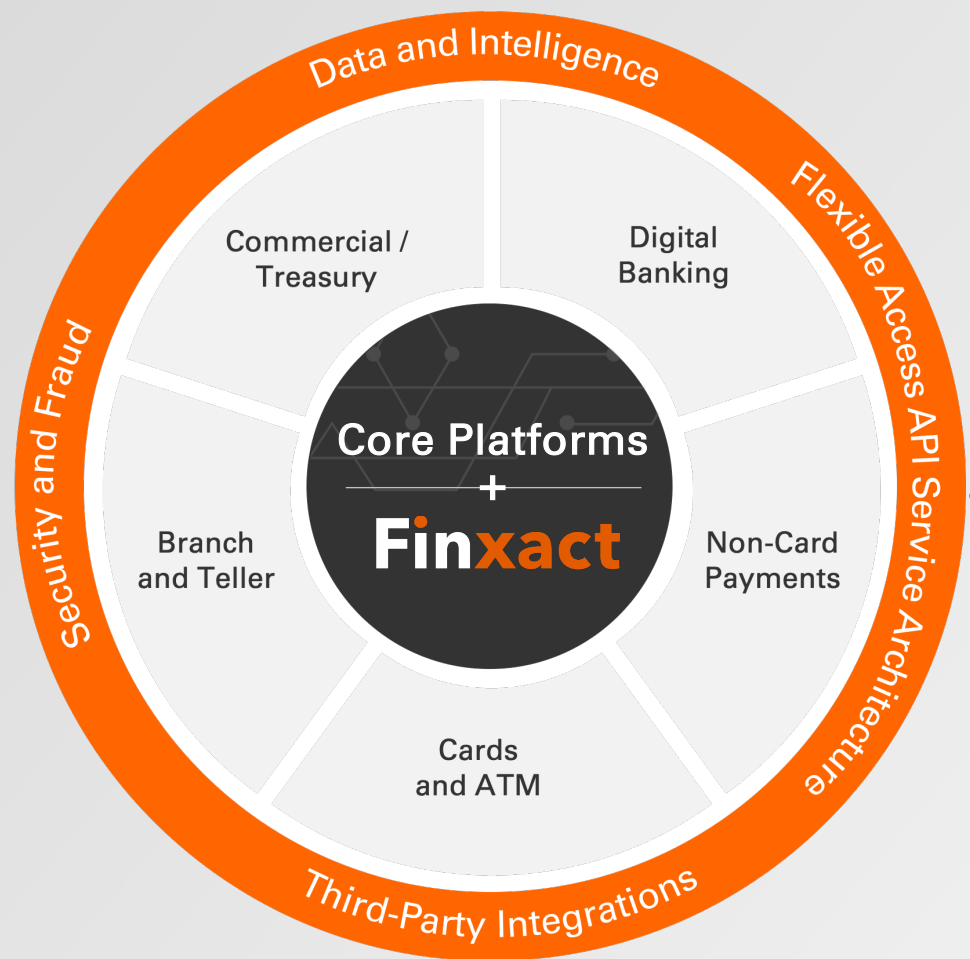 Data and Intelligence
Flexible Access API Service Architecture
Third-Party Integrations
Security and Fraud
Commercial /
Treasury
Digital
Banking
Non-Card
Payments
Cards
and ATM
Branch
and Teller
Core Platforms
+
Finxact